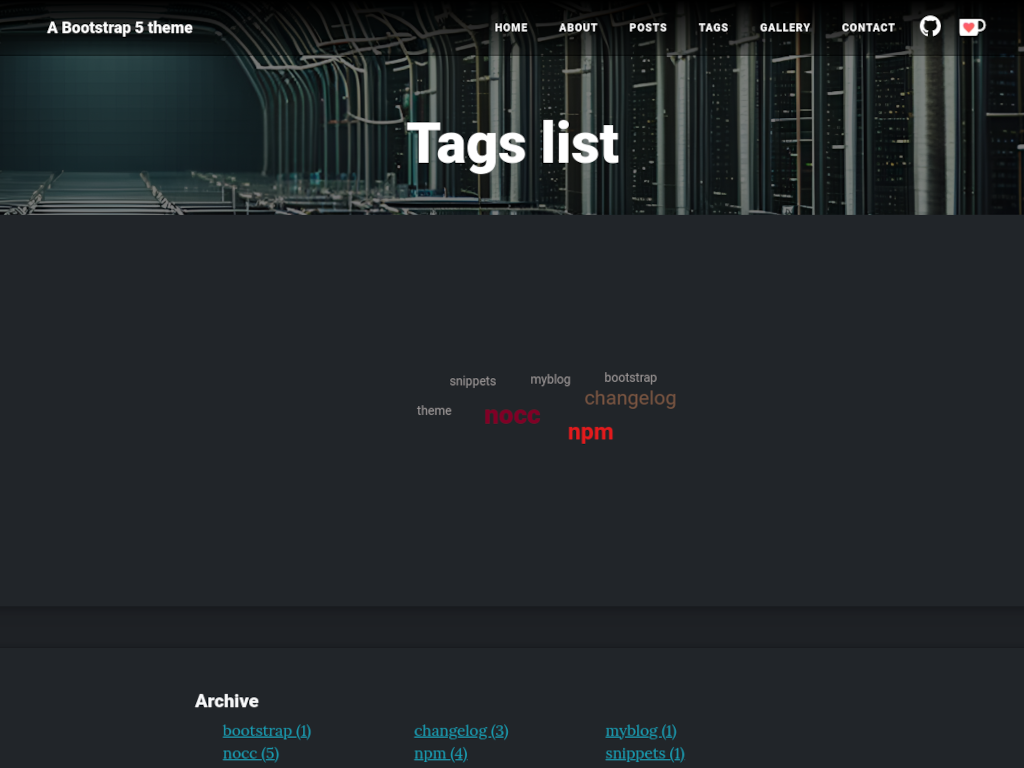 A Bootstrap 5 theme
HOME ABOUT POSTS TAGS GALLERY CONTACT
Tags list
snippets myblog bootstrap
changelog
theme nocc
npm
Archive
bootstrap (1) changelog (3) myblog (1)
nocc (5) npm (4) snippets (1)